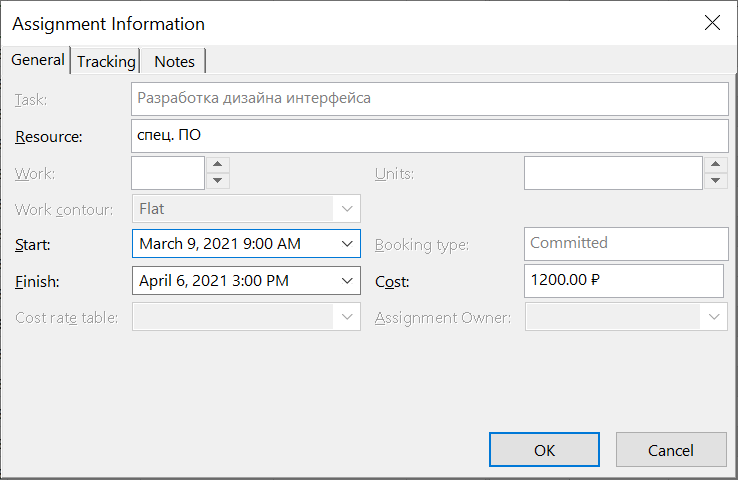 Assignment Information
General Tracking Notes
Task: Разработка дизайна интерфейса
Resource: спец. ПО
Work: Units:
Work contour: Flat
Start: March 9, 2021 9:00 AM Booking type: Committed
Finish: April 6, 2021 3:00 PM Cost: 1200.00 ₽
Cost rate table: Assignment Owner:
OK Cancel